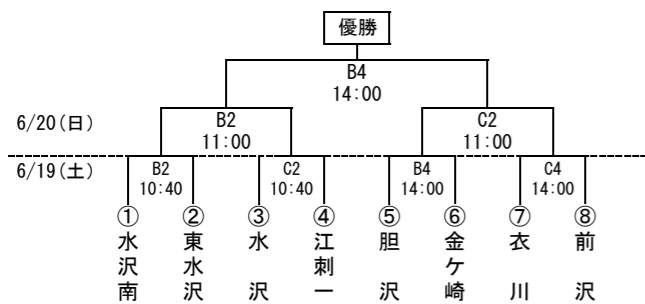 優勝
B4
14:00
6/20(日)
B2
11:00
C2
11:00
6/19(土)
B2
10:40
C2
10:40
B4
14:00
C4
14:00
① ② ③ ④ ⑤ ⑥ ⑦ ⑧
水沢南
東水沢
水沢
江刺一
胆沢
金ケ崎
衣川
前沢